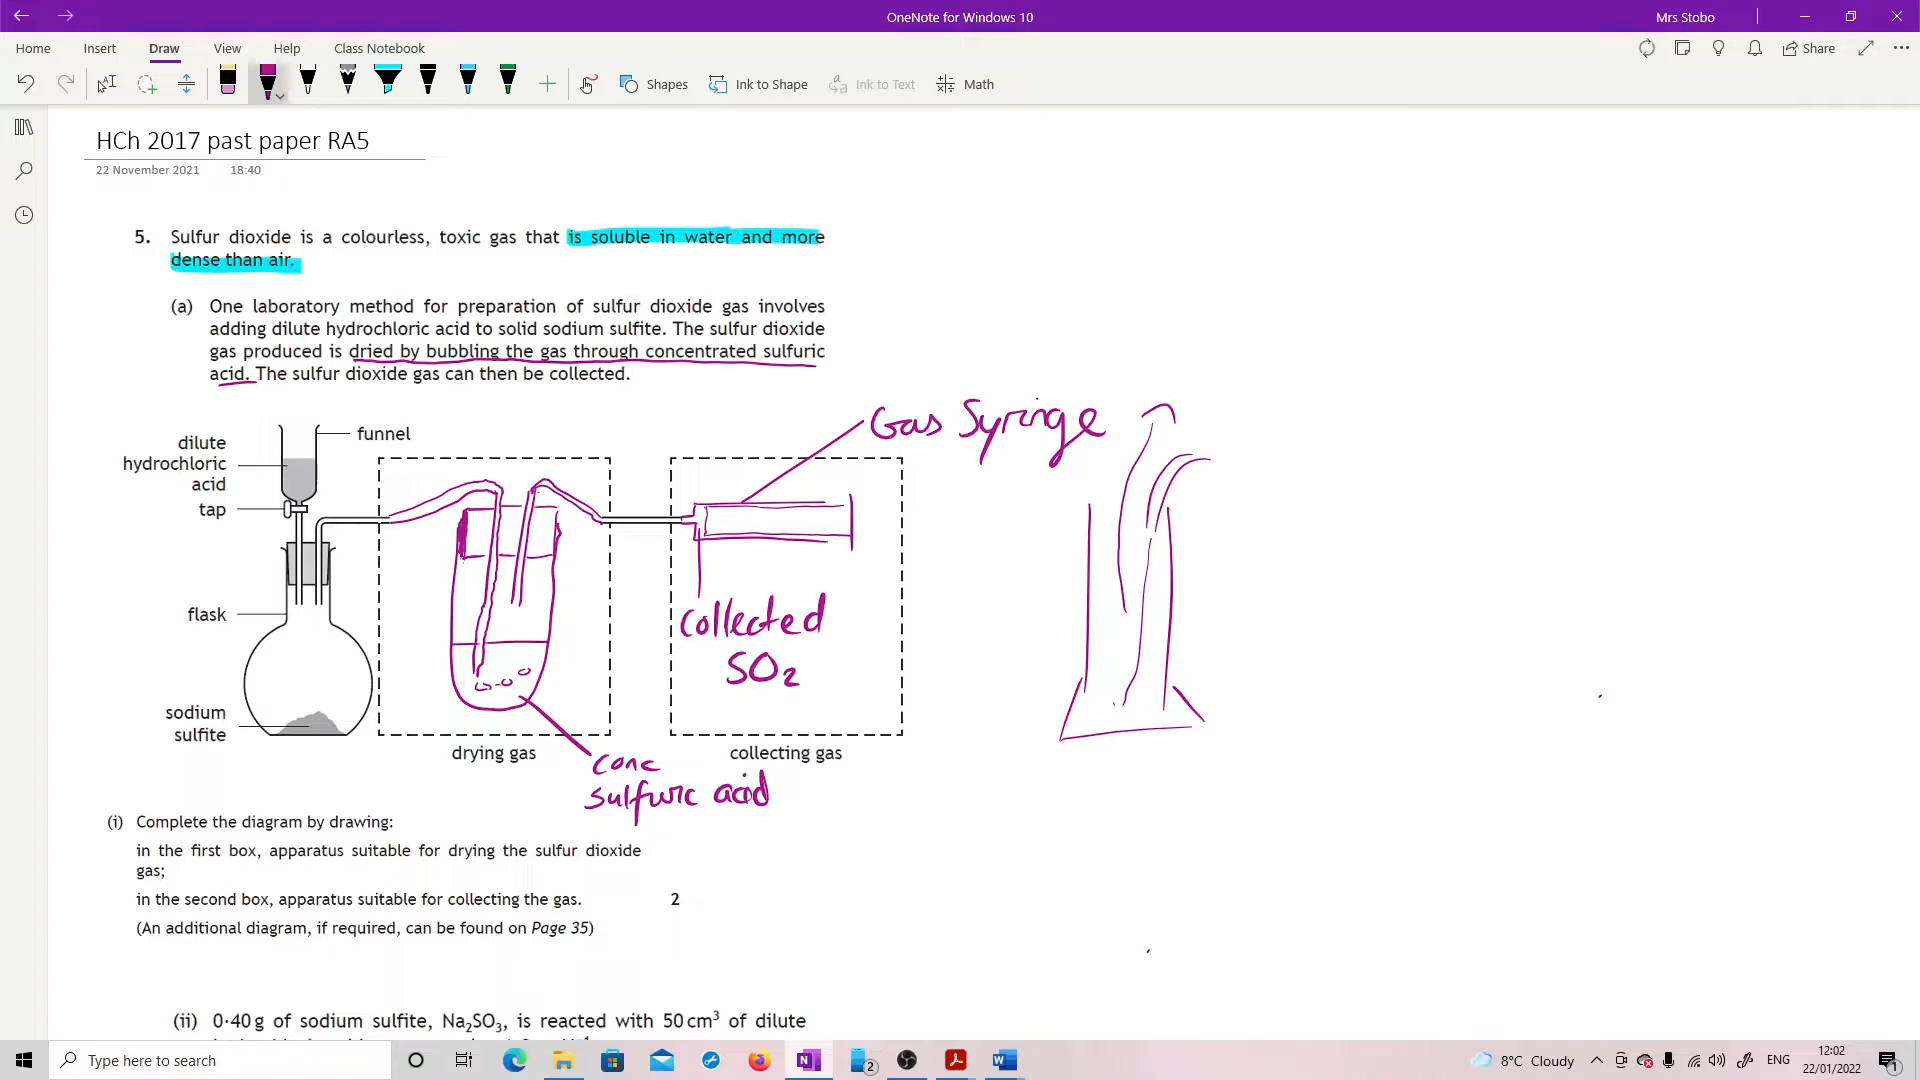 OneNote for Windows 10
Mrs Stobo
Home Insert Draw View Help Class Notebook
Share
Shapes Ink to Shape Ink to Text Math
HCh 2017 past paper RA5
22 November 2021 18:40
5. Sulfur dioxide is a colourless, toxic gas that is soluble in water and more
dense than air.
(a) One laboratory method for preparation of sulfur dioxide gas involves
adding dilute hydrochloric acid to solid sodium sulfite. The sulfur dioxide
gas produced is dried by bubbling the gas through concentrated sulfuric
acid. The sulfur dioxide gas can then be collected.
Gas Syringe
funnel
dilute
hydrochloric
acid
tap
flask
collected
SO₂
sodium
sulfite
drying gas
collecting gas
conc
sulfuric acid
(i) Complete the diagram by drawing:
in the first box, apparatus suitable for drying the sulfur dioxide
gas;
in the second box, apparatus suitable for collecting the gas. 2
(An additional diagram, if required, can be found on Page 35)
(ii) 0·40 g of sodium sulfite, Na₂SO₃, is reacted with 50 cm³ of dilute
Type here to search
2
8°C Cloudy
ENG
12:02
22/01/2022
1